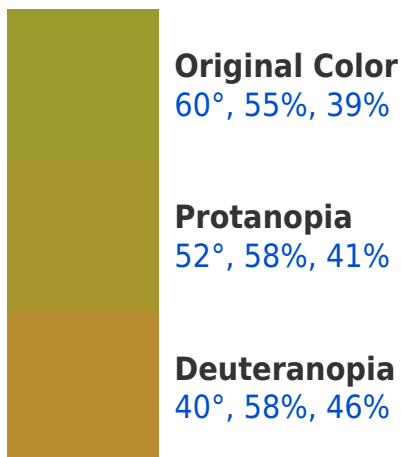 Original Color
60°, 55%, 39%
Protanopia
52°, 58%, 41%
Deuteranopia
40°, 58%, 46%